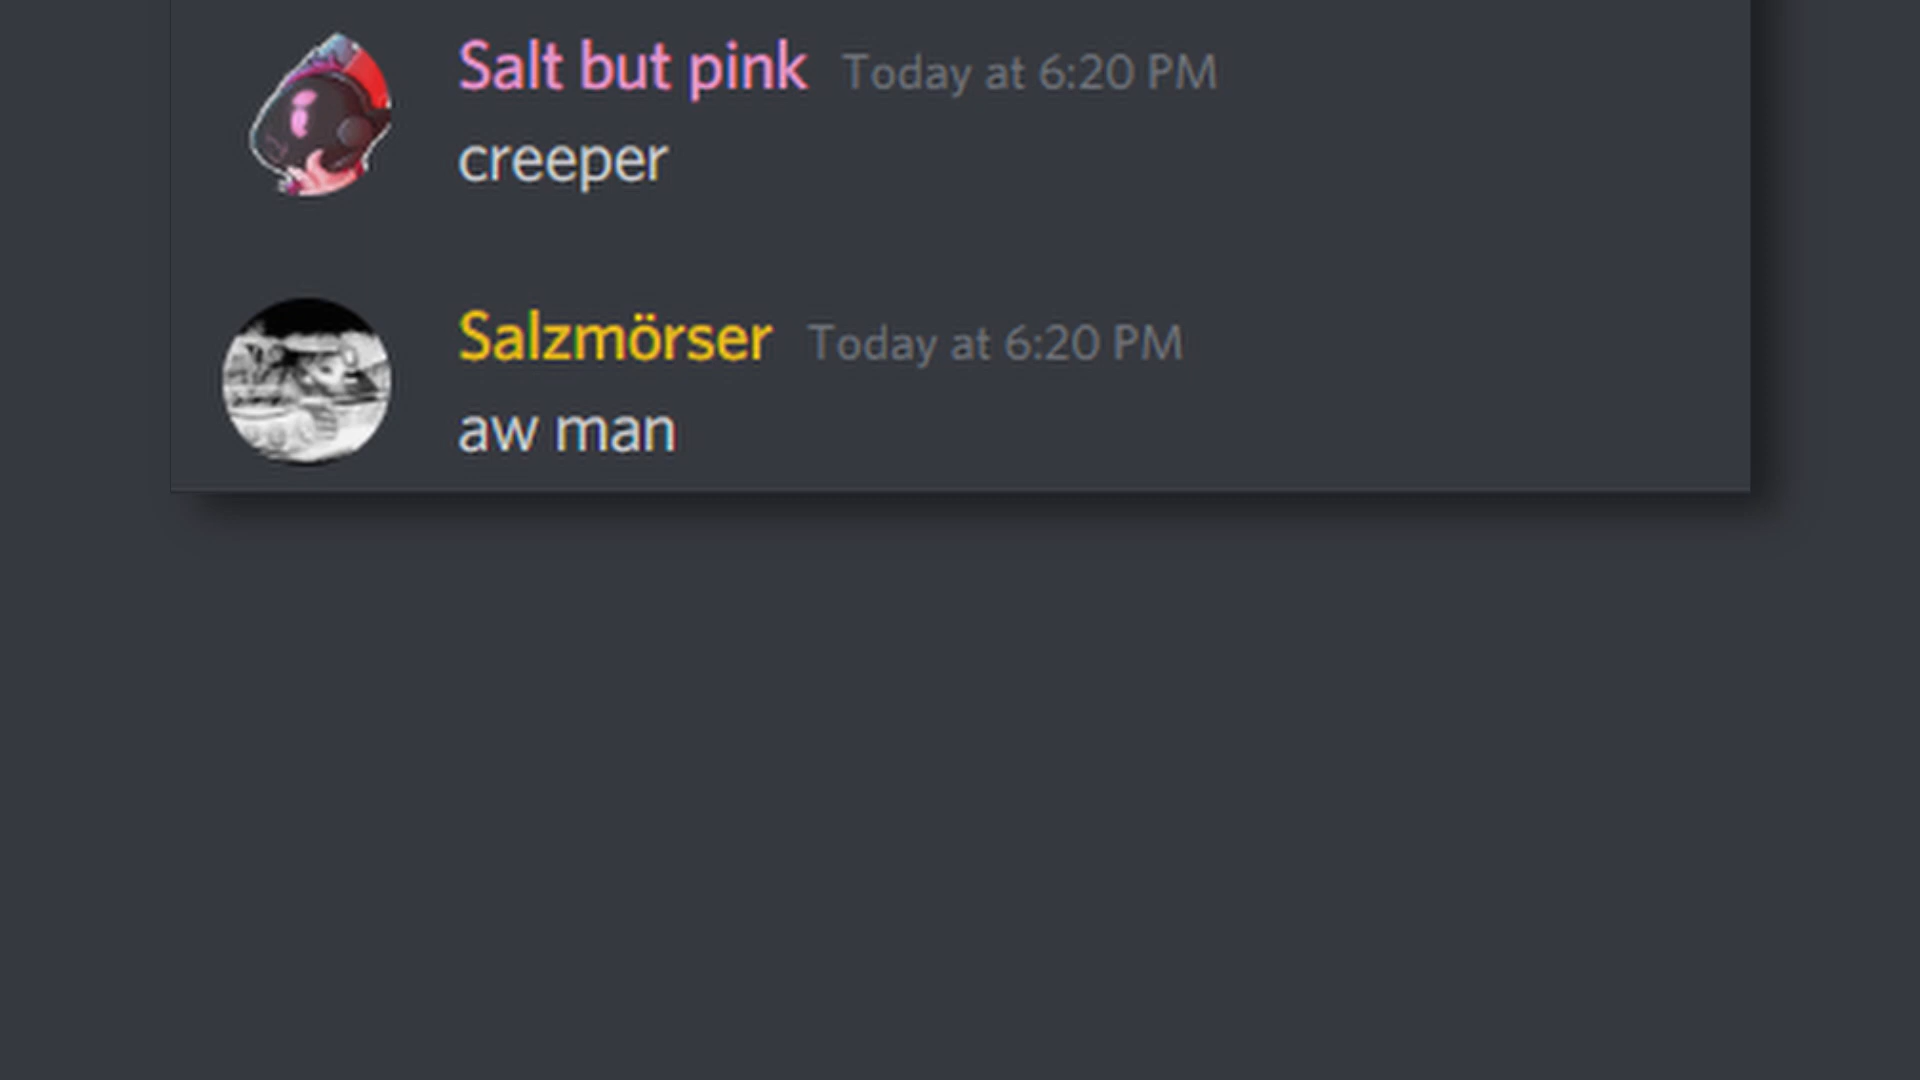 Salt but pink Today at 6:20 PM
creeper
Salzmörser Today at 6:20 PM
aw man